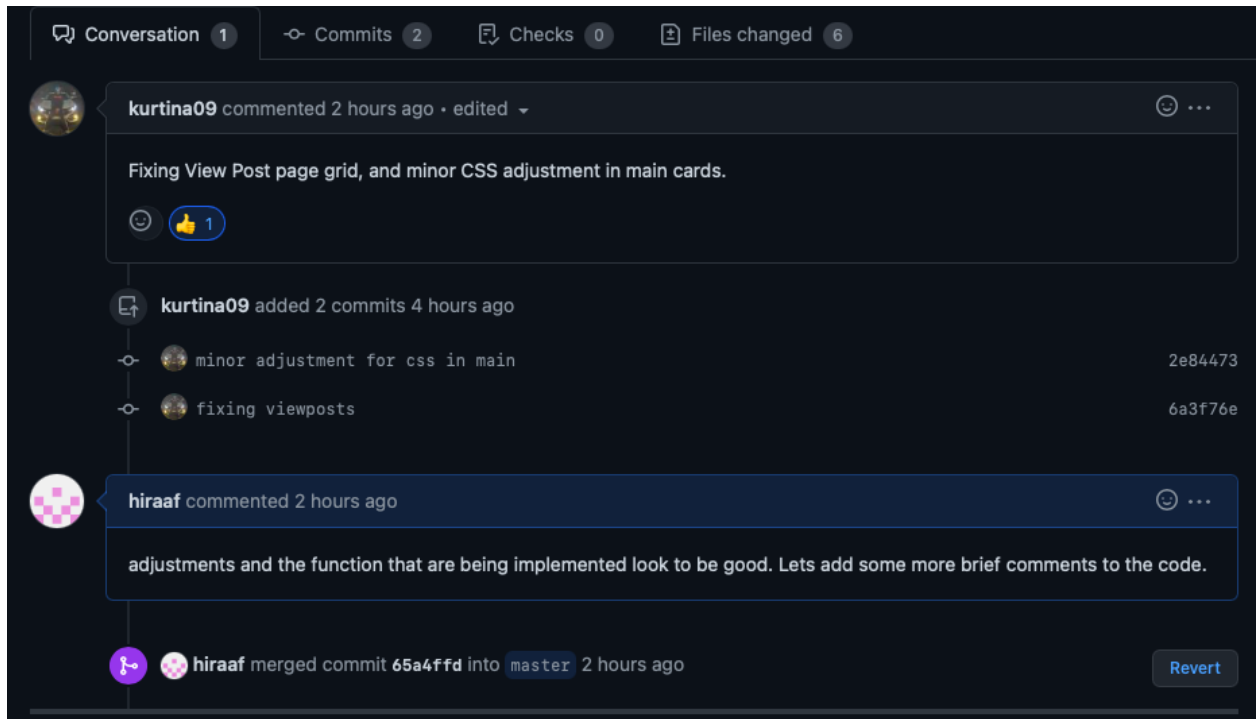 Conversation 1 Commits 2 Checks 0 Files changed 6
kurtina09 commented 2 hours ago • edited
Fixing View Post page grid, and minor CSS adjustment in main cards.
👍 1
kurtina09 added 2 commits 4 hours ago
minor adjustment for css in main 2e84473
fixing viewposts 6a3f76e
hiraaf commented 2 hours ago
adjustments and the function that are being implemented look to be good. Lets add some more brief comments to the code.
hiraaf merged commit 65a4ffd into master 2 hours ago Revert